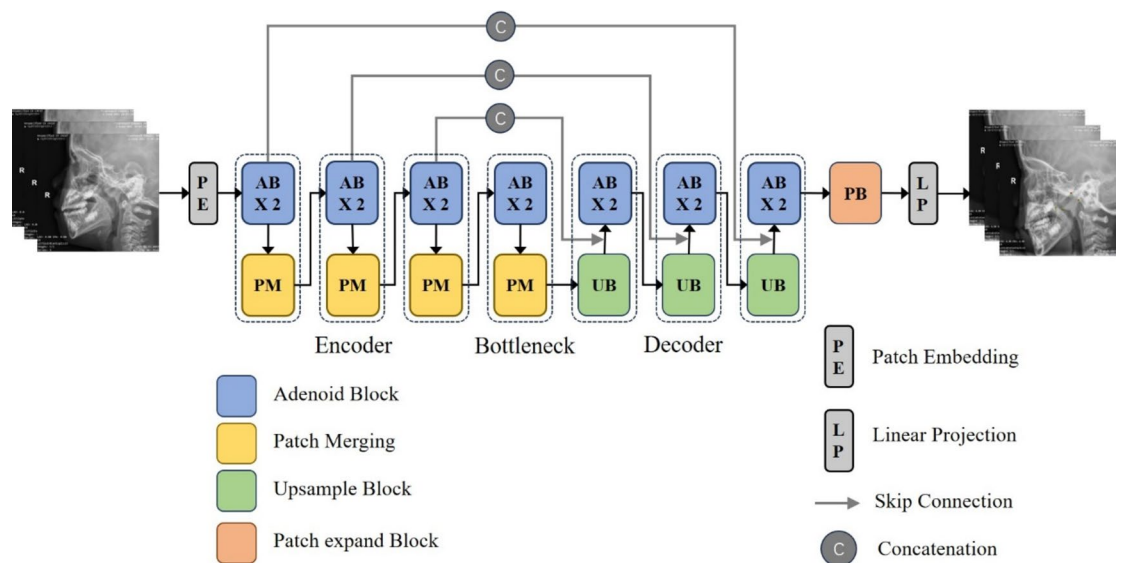 C
C
C
R
R
R
P
E
AB
X 2
AB
X 2
AB
X 2
AB
X 2
AB
X 2
AB
X 2
AB
X 2
PB
L
P
R
R
PM
PM
PM
PM
UB
UB
UB
Encoder
Bottleneck
Decoder
Adenoid Block
Patch Merging
Upsample Block
Patch expand Block
P
E
Patch Embedding
L
P
Linear Projection
Skip Connection
C
Concatenation